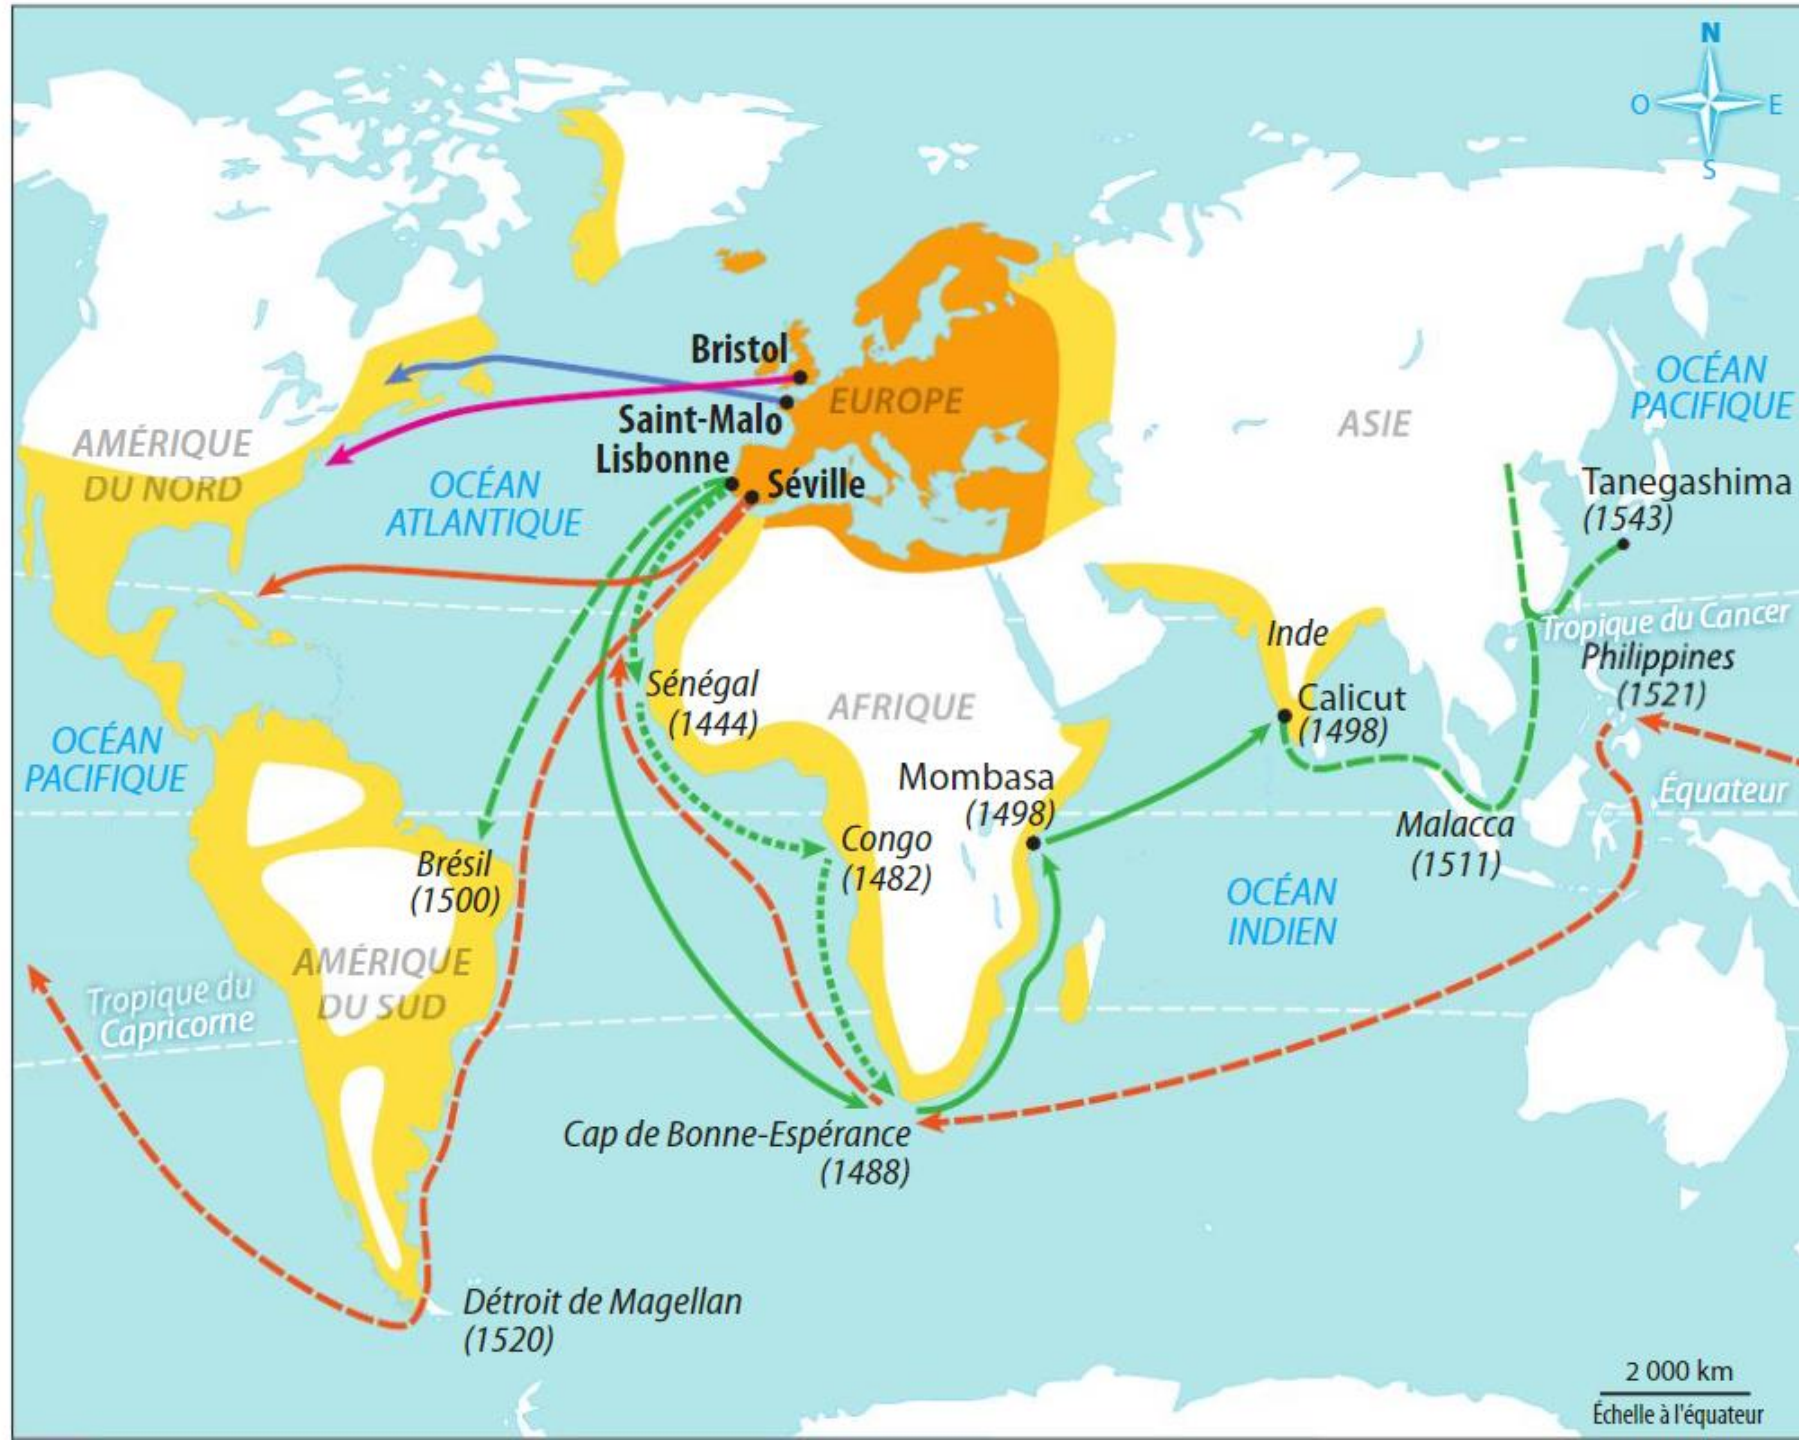 N
O
E
S
Bristol
EUROPE
Saint-Malo
Lisbonne
Séville
AMÉRIQUE
DU NORD
OCÉAN
ATLANTIQUE
ASIE
OCÉAN
PACIFIQUE
Tanegashima
(1543)
Tropique du Cancer
Philippines
(1521)
Inde
Calicut
(1498)
Sénégal
(1444)
AFRIQUE
OCÉAN
PACIFIQUE
Mombasa
(1498)
Équateur
Malacca
(1511)
Congo
(1482)
Brésil
(1500)
OCÉAN
INDIEN
AMÉRIQUE
DU SUD
Tropique du
Capricorne
Cap de Bonne-Espérance
(1488)
Détroit de Magellan
(1520)
2 000 km
Échelle à l'équateur